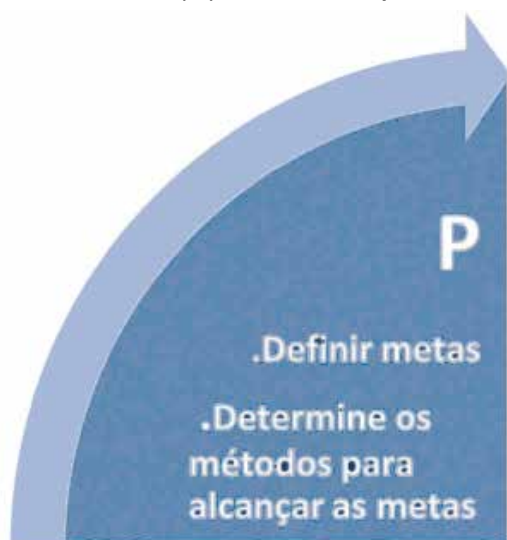 P
.Definir metas
.Determine os
métodos para
alcançar as metas